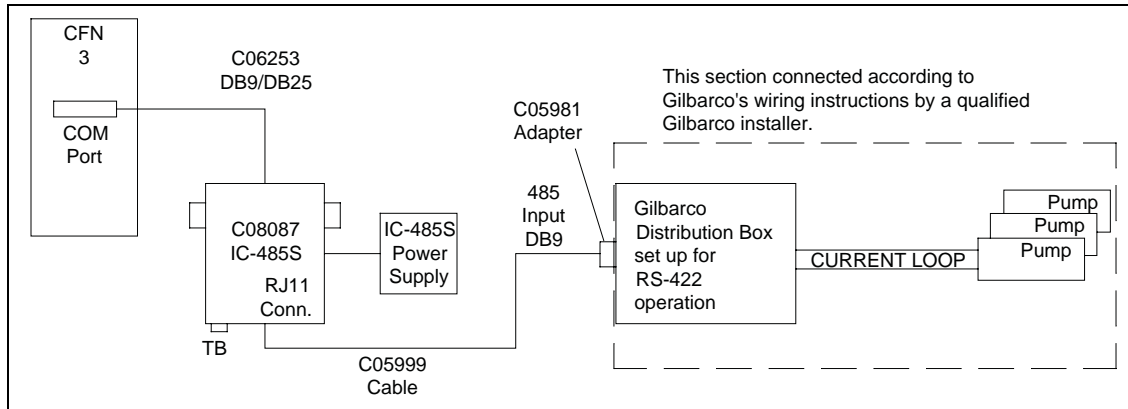 CFN
3
COM
Port
C06253
DB9/DB25
C08087
IC-485S
RJ11
Conn.
TB
IC-485S
Power
Supply
C05999
Cable
485
Input
DB9
C05981
Adapter
This section connected according to
Gilbarco's wiring instructions by a qualified
Gilbarco installer.
Gilbarco
Distribution Box
set up for
RS-422
operation
CURRENT LOOP
Pump
Pump
Pump